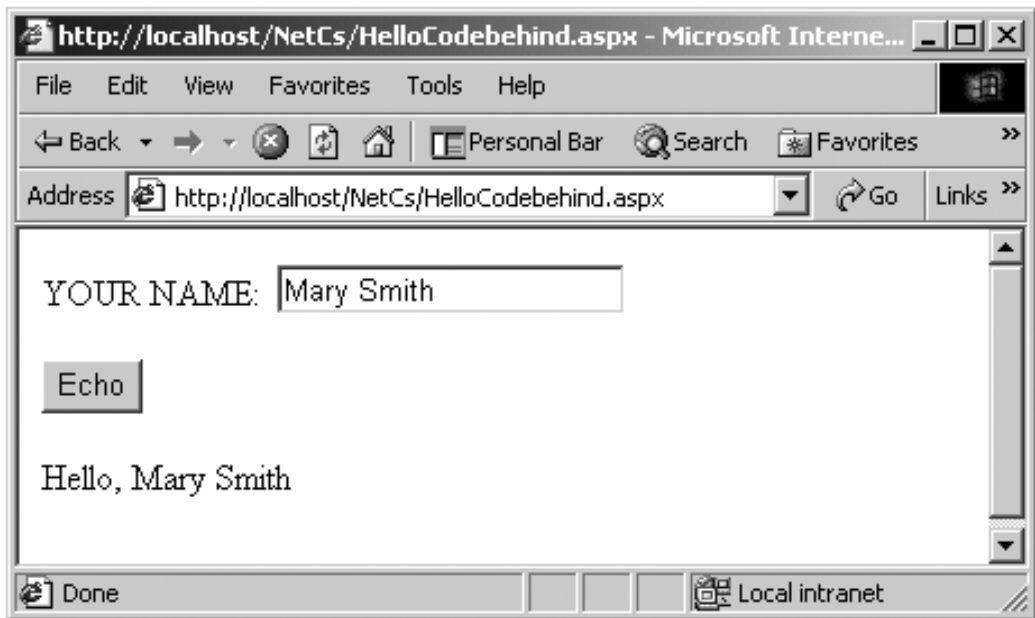 http://localhost/NetCs/HelloCodebehind.aspx - Microsoft Interne...
File Edit View Favorites Tools Help
Back Personal Bar Search Favorites »
Address http://localhost/NetCs/HelloCodebehind.aspx Go Links »
YOUR NAME: Mary Smith
Echo
Hello, Mary Smith
Done Local intranet